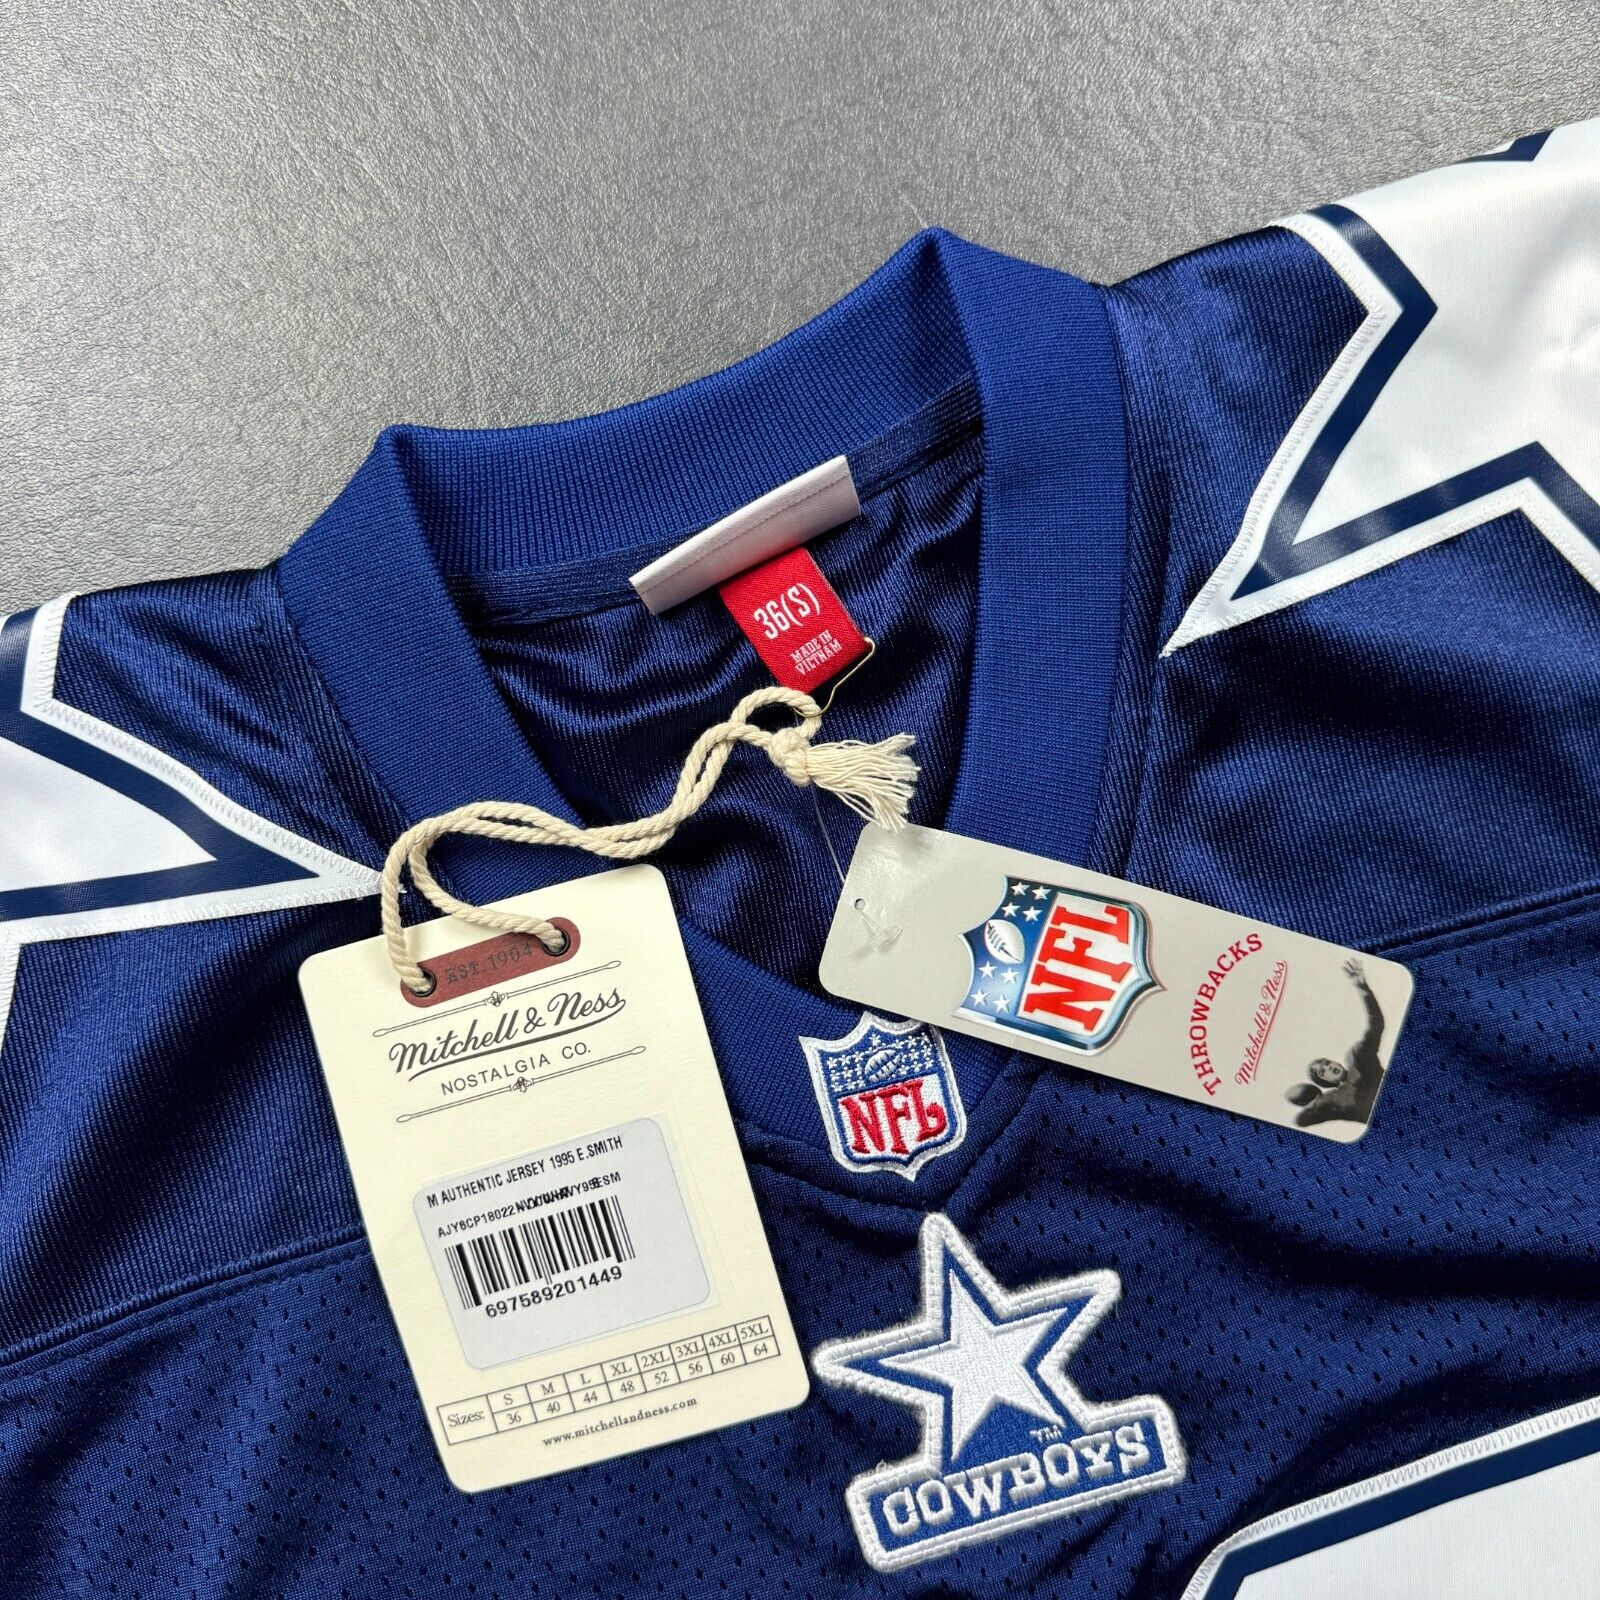 36(S)
MADE IN
VIETNAM
EST. 1904
Mitchell & Ness
NOSTALGIA CO.
M AUTHENTIC JERSEY 1995 E.SMITH
697589201449
Sizes: S M L XL 2XL 3XL 4XL 5XL
36 40 44 48 52 56 60 64
www.mitchellandness.com
NFL
THROWBACKS
Mitchell & Ness
NFL
TM
COWBOYS